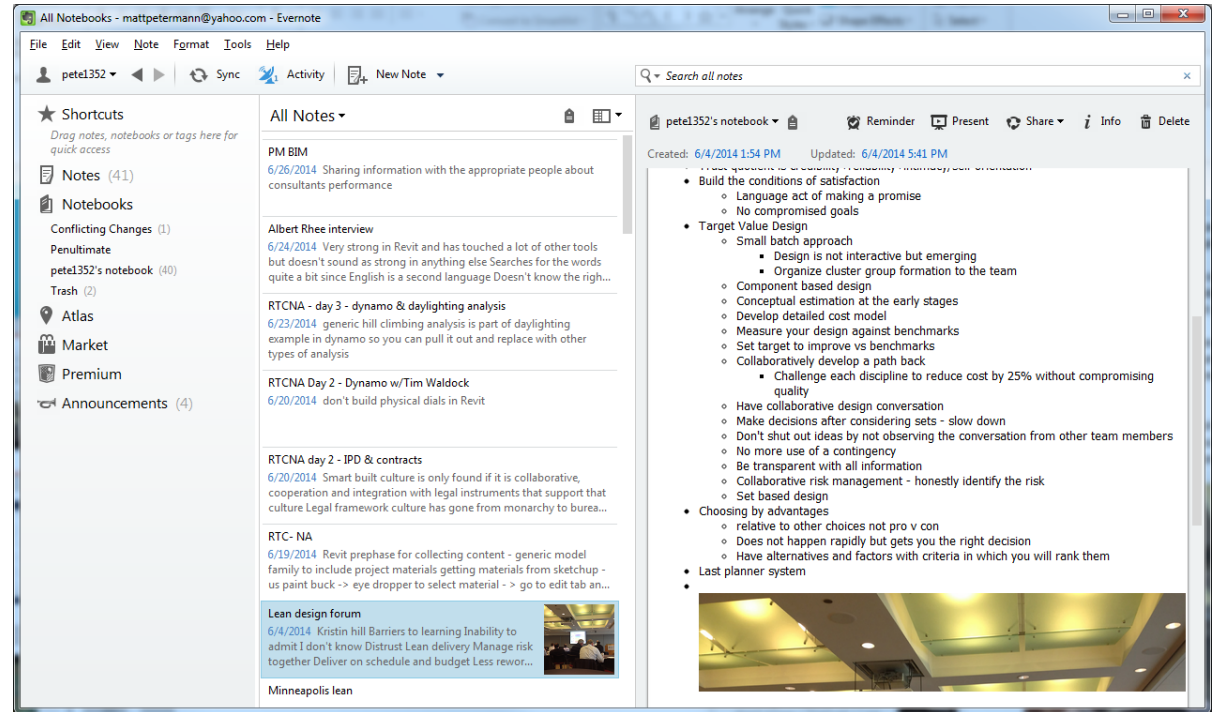 All Notebooks - mattpetermann@yahoo.com - Evernote
File Edit View Note Format Tools Help
pete1352 Sync Activity 1 New Note Search all notes
Shortcuts
Drag notes, notebooks or tags here for
quick access
Notes (41)
Notebooks
Conflicting Changes (1)
Penultimate
pete1352's notebook (40)
Trash (2)
Atlas
Market
Premium
Announcements (4)
All Notes
PM BIM
6/26/2014 Sharing information with the appropriate people about
consultants performance
Albert Rhee interview
6/24/2014 Very strong in Revit and has touched a lot of other tools
but doesn't sound as strong in anything else Searches for the words
quite a bit since English is a second language Doesn't know the righ...
RTCNA - day 3 - dynamo & daylighting analysis
6/23/2014 generic hill climbing analysis is part of daylighting
example in dynamo so you can pull it out and replace with other
types of analysis
RTCNA Day 2 - Dynamo w/Tim Waldock
6/20/2014 don't build physical dials in Revit
RTCNA day 2 - IPD & contracts
6/20/2014 Smart built culture is only found if it is collaborative,
cooperation and integration with legal instruments that support that
culture Legal framework culture has gone from monarchy to burea...
RTC- NA
6/19/2014 Revit prephase for collecting content - generic model
family to include project materials getting materials from sketchup -
us paint buck -> eye dropper to select material - > go to edit tab an...
Lean design forum
6/4/2014 Kristin hill Barriers to learning Inability to
admit I don't know Distrust Lean delivery Manage risk
together Deliver on schedule and budget Less rewor...
Minneapolis lean
pete1352's notebook Reminder Present Share Info Delete
Created: 6/4/2014 1:54 PM Updated: 6/4/2014 5:41 PM
Build the conditions of satisfaction
Language act of making a promise
No compromised goals
Target Value Design
Small batch approach
Design is not interactive but emerging
Organize cluster group formation to the team
Component based design
Conceptual estimation at the early stages
Develop detailed cost model
Measure your design against benchmarks
Set target to improve vs benchmarks
Collaboratively develop a path back
Challenge each discipline to reduce cost by 25% without compromising
quality
Have collaborative design conversation
Make decisions after considering sets - slow down
Don't shut out ideas by not observing the conversation from other team members
No more use of a contingency
Be transparent with all information
Collaborative risk management - honestly identify the risk
Set based design
Choosing by advantages
relative to other choices not pro v con
Does not happen rapidly but gets you the right decision
Have alternatives and factors with criteria in which you will rank them
Last planner system